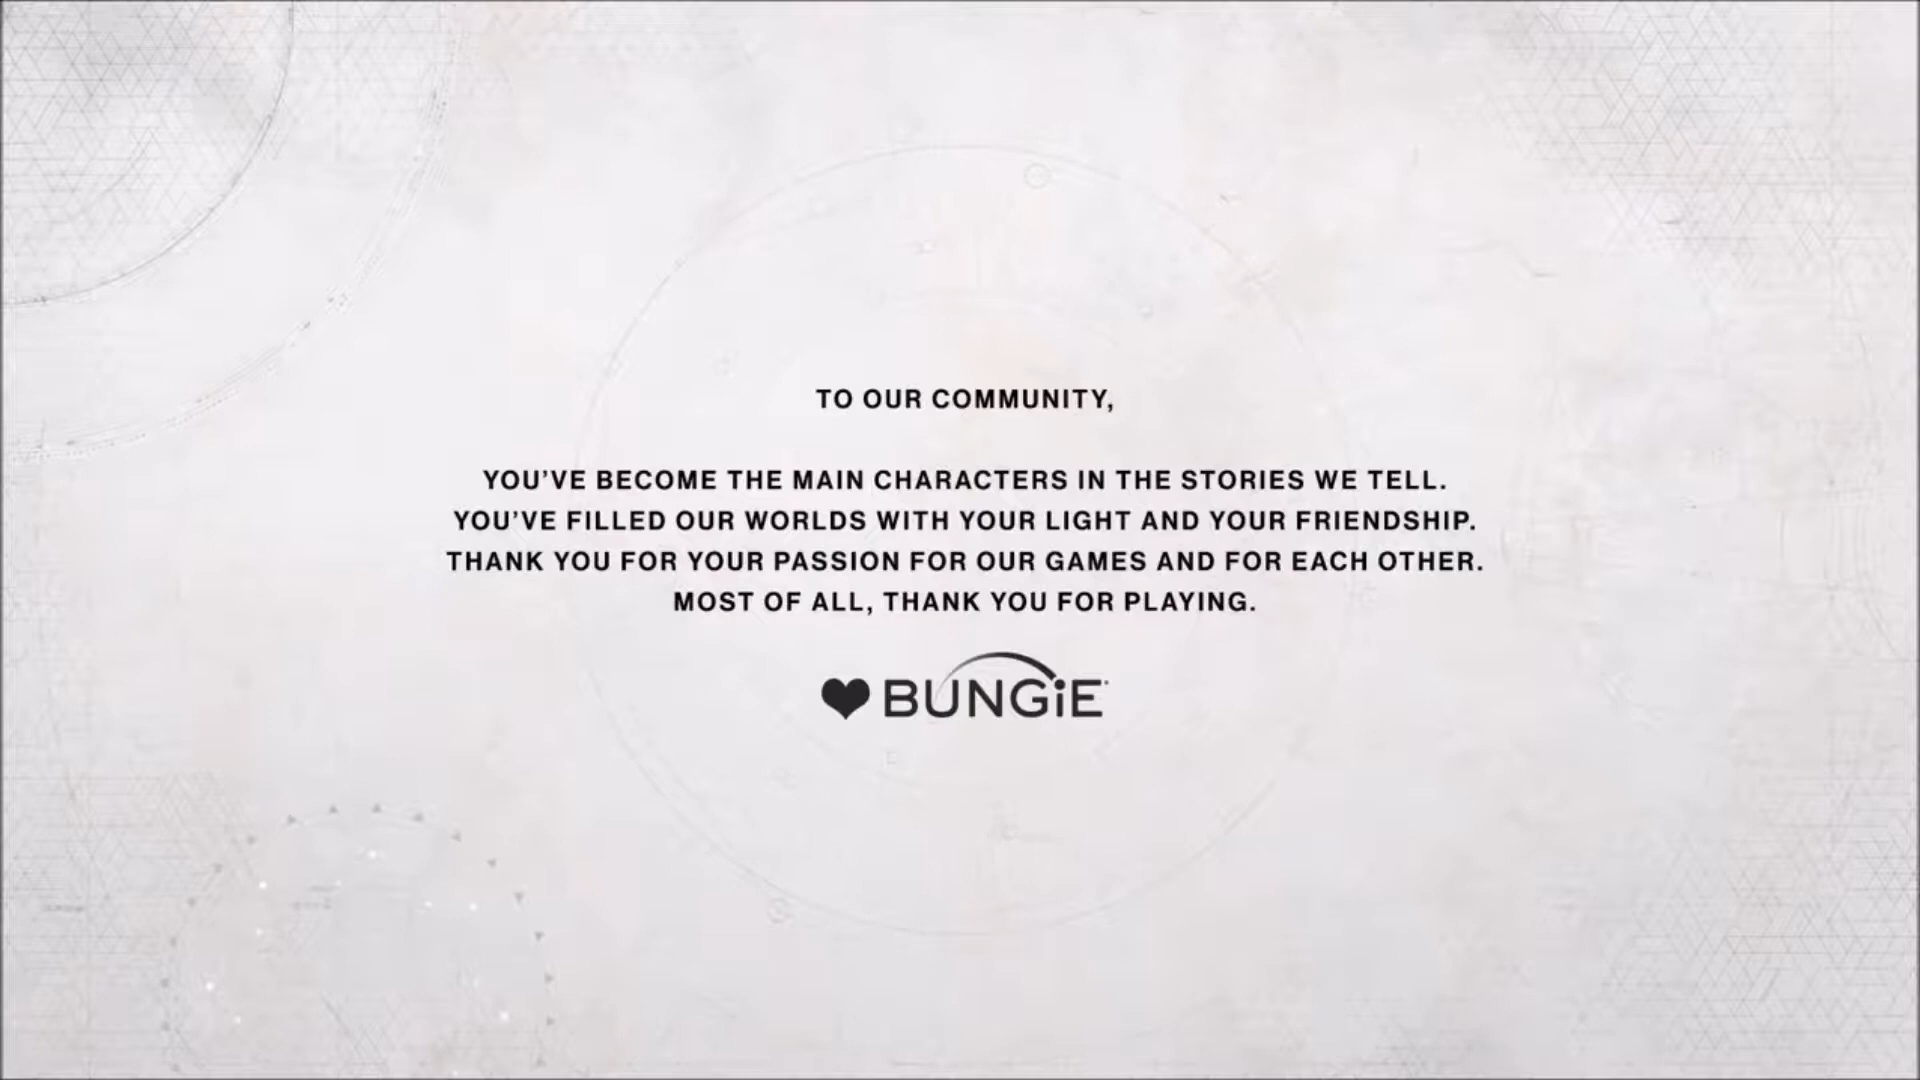 TO OUR COMMUNITY,
YOU’VE BECOME THE MAIN CHARACTERS IN THE STORIES WE TELL.
YOU’VE FILLED OUR WORLDS WITH YOUR LIGHT AND YOUR FRIENDSHIP.
THANK YOU FOR YOUR PASSION FOR OUR GAMES AND FOR EACH OTHER.
MOST OF ALL, THANK YOU FOR PLAYING.
BUNGiE